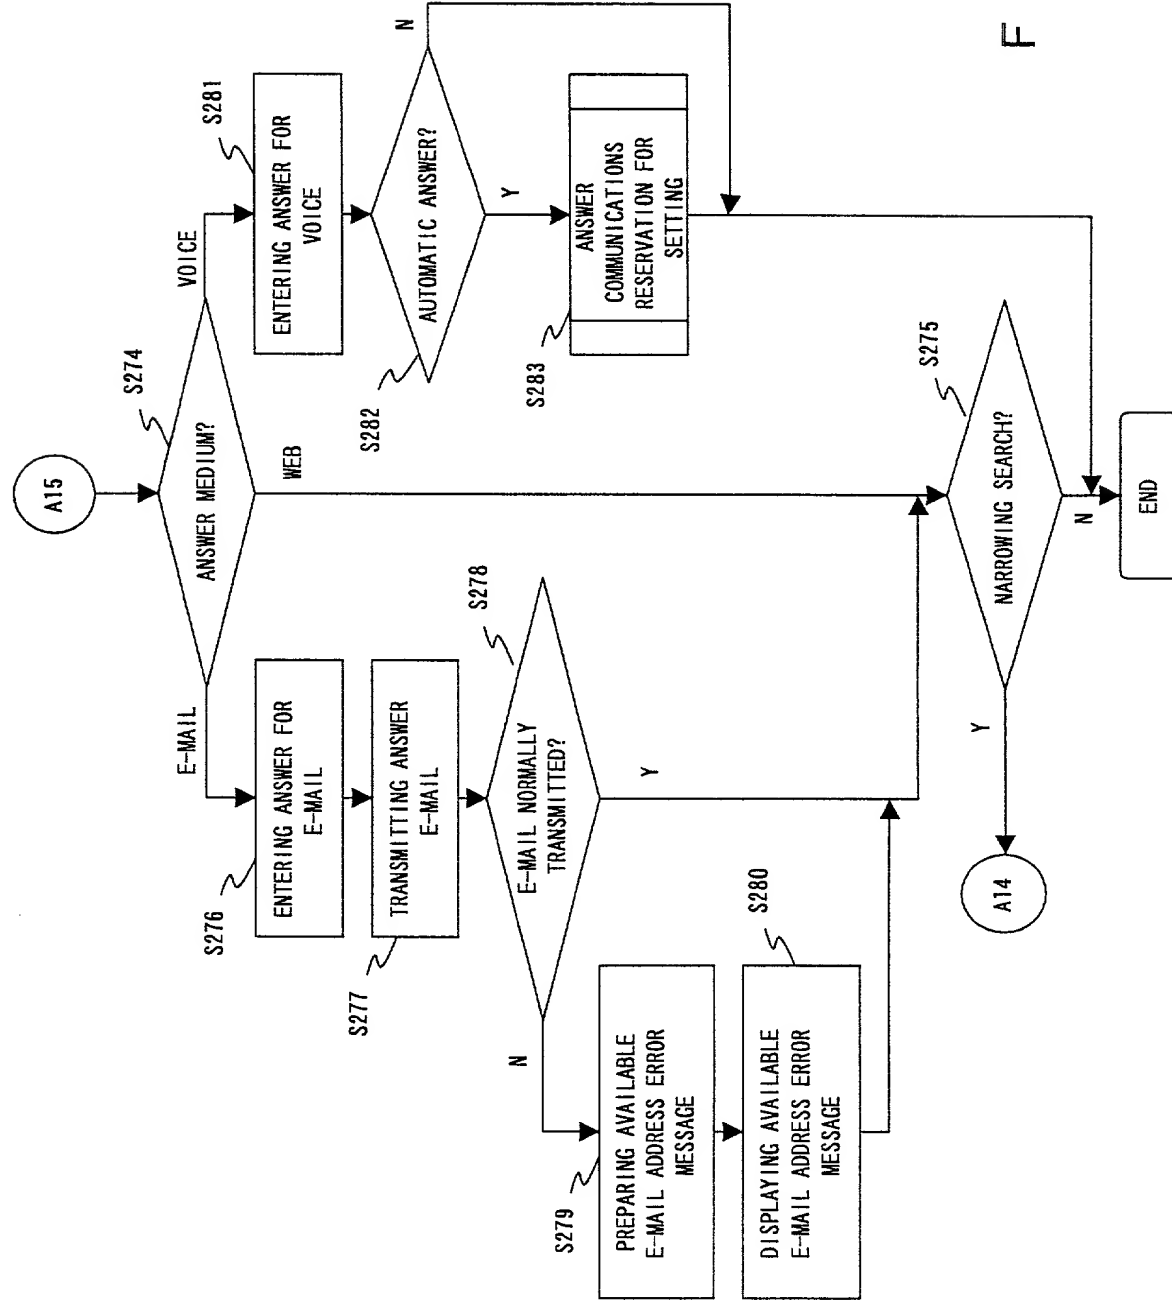 A15
S274
ANSWER MEDIUM?
E-MAIL
WEB
VOICE
S276
ENTERING ANSWER FOR
E-MAIL
S277
TRANSMITTING ANSWER
E-MAIL
S278
E-MAIL NORMALLY
TRANSMITTED?
N
Y
S279
PREPARING AVAILABLE
E-MAIL ADDRESS ERROR
MESSAGE
S280
DISPLAYING AVAILABLE
E-MAIL ADDRESS ERROR
MESSAGE
S281
ENTERING ANSWER FOR
VOICE
S282
AUTOMATIC ANSWER?
N
Y
S283
ANSWER
COMMUNICATIONS
RESERVATION FOR
SETTING
S275
NARROWING SEARCH?
Y
N
A14
END
F